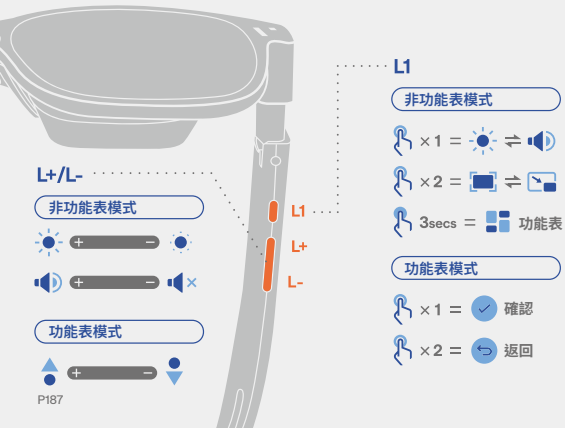 L1
非功能表模式
×1 =
×2 =
3secs = 功能表
功能表模式
×1 = 確認
×2 = 返回
L+/L-
非功能表模式
+ −
+ −
功能表模式
+ −
P187
L1
L+
L-